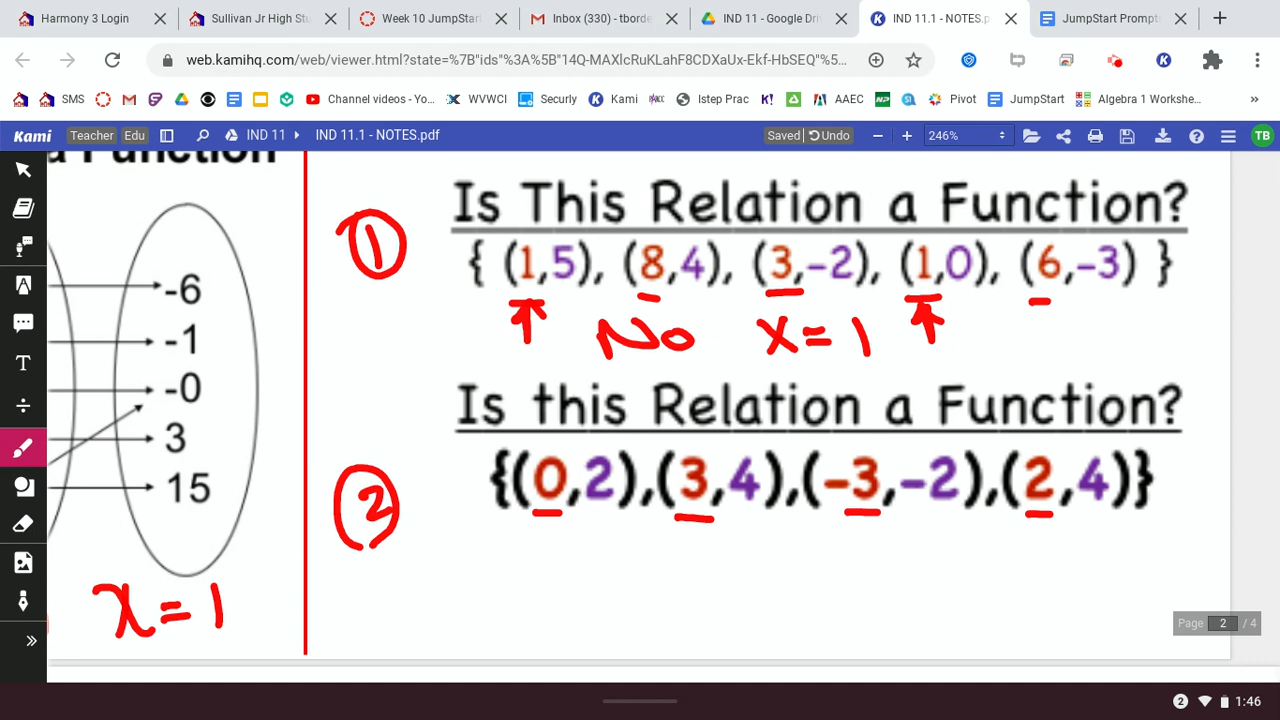 Harmony 3 Login
Sullivan Jr High Stu
Week 10 JumpStart
Inbox (330) - tborde
IND 11 - Google Dri
IND 11.1 - NOTES.p
JumpStart Prompt
web.kamihq.com/web/viewer.html?state=%7B"ids"%3A%5B"14Q-MAXlcRuKLahF8CDXaUx-Ekf-HbSEQ"%5...
SMS
WVWCI
Channel videos - Yo...
Securly
Kami
Istep Prac
AAEC
Pivot
JumpStart
Algebra 1 Workshe...
Kami Teacher Edu
IND 11
IND 11.1 - NOTES.pdf
Saved Undo
246%
TB
a Function
-6
-1
-0
3
15
x = 1
1
Is This Relation a Function?
{ (1,5), (8,4), (3,-2), (1,0), (6,-3) }
No x = 1
2
Is this Relation a Function?
{(0,2),(3,4),(-3,-2),(2,4)}
Page 2 / 4
2
1:46